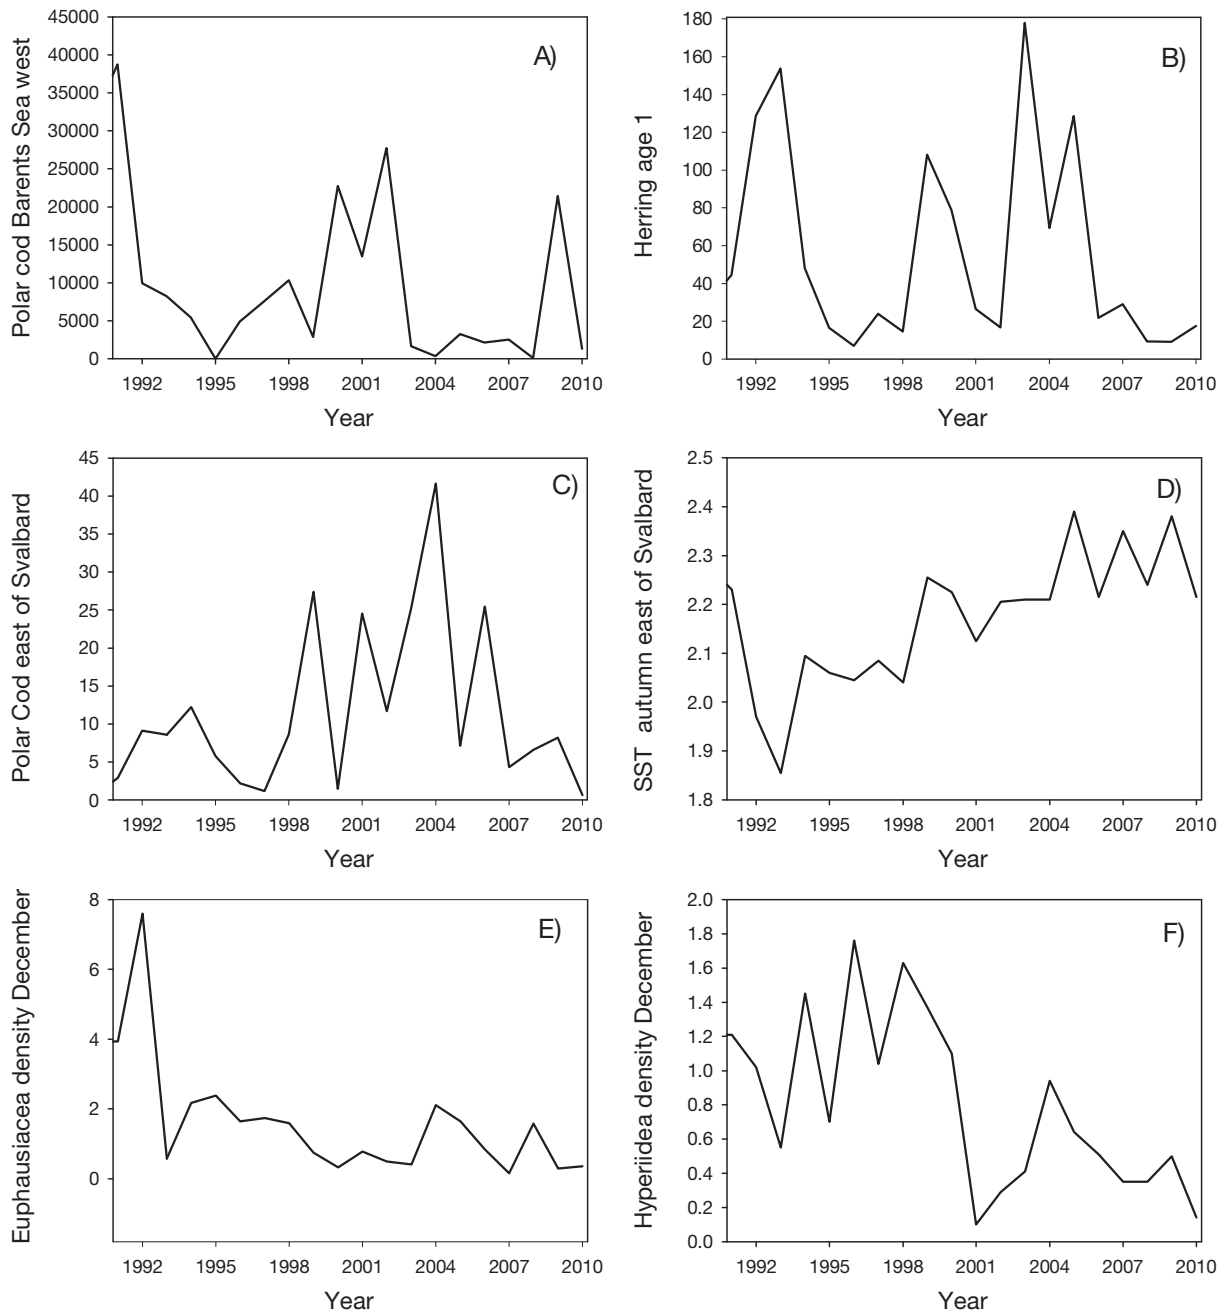 A)
Polar cod Barents Sea west
45000
40000
35000
30000
25000
20000
15000
10000
5000
0
1992 1995 1998 2001 2004 2007 2010
Year
B)
Herring age 1
180
160
140
120
100
80
60
40
20
0
1992 1995 1998 2001 2004 2007 2010
Year
C)
Polar Cod east of Svalbard
45
40
35
30
25
20
15
10
5
0
1992 1995 1998 2001 2004 2007 2010
Year
D)
SST autumn east of Svalbard
2.5
2.4
2.3
2.2
2.1
2.0
1.9
1.8
1992 1995 1998 2001 2004 2007 2010
Year
E)
Euphausiacea density December
8
6
4
2
0
1992 1995 1998 2001 2004 2007 2010
Year
F)
Hyperiidea density December
2.0
1.8
1.6
1.4
1.2
1.0
0.8
0.6
0.4
0.2
0.0
1992 1995 1998 2001 2004 2007 2010
Year